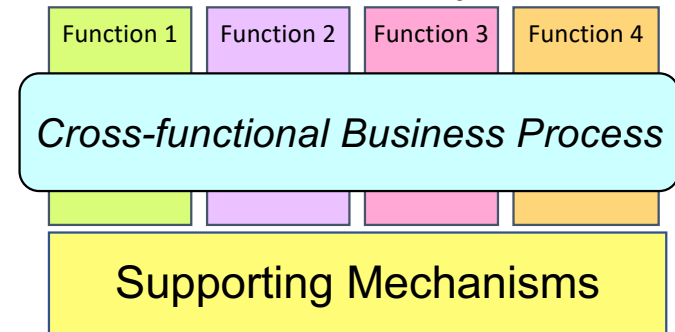 Function 1 Function 2 Function 3 Function 4
Cross-functional Business Process
Supporting Mechanisms